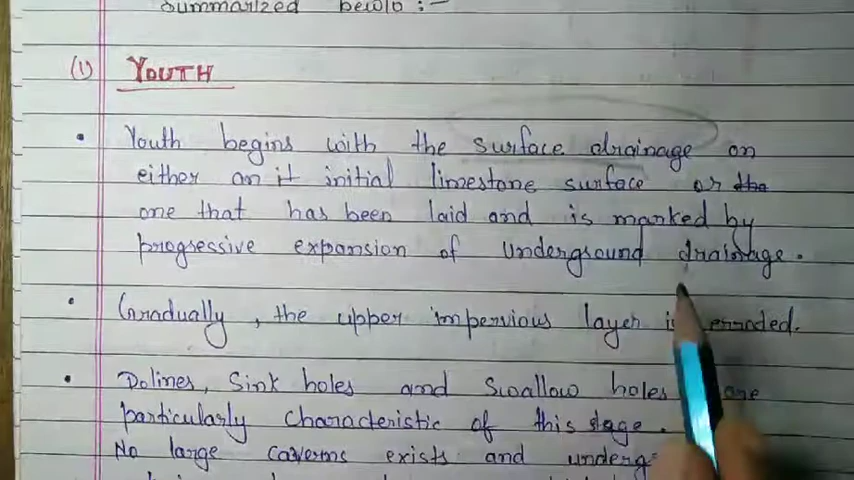 summarized below :-
(1) YOUTH
• Youth begins with the surface drainage on
either an it initial limestone surface or the
one that has been laid and is marked by
progressive expansion of underground drainage.
• Gradually, the upper impervious layer is erroded.
• Dolines, Sink holes and Swallow holes are
particularly characteristic of this stage.
No large caverns exists and